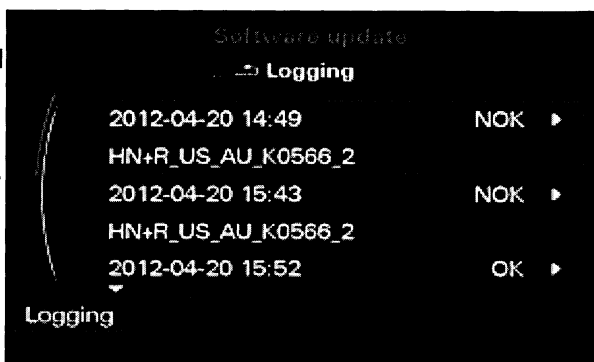 Software update
Logging
2012-04-20 14:49 NOK
HN+R_US_AU_K0566_2
2012-04-20 15:43 NOK
HN+R_US_AU_K0566_2
2012-04-20 15:52 OK
Logging